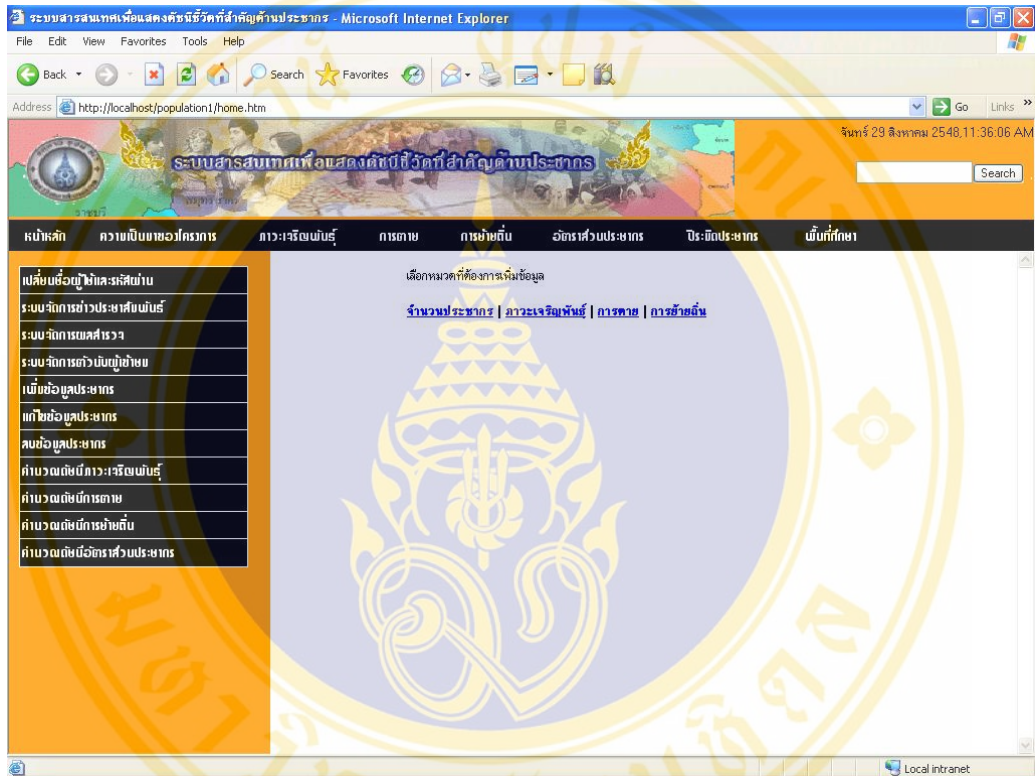 ระบบสารสนเทศเพื่อแสดงดัชนีชี้วัดที่สำคัญด้านประชากร - Microsoft Internet Explorer
File Edit View Favorites Tools Help
Back Search Favorites
Address http://localhost/population1/home.htm Go Links »
จันทร์ 29 สิงหาคม 2548,11:36:06 AM
ระบบสารสนเทศเพื่อแสดงดัชนีชี้วัดที่สำคัญด้านประชากร
Search
ราชบุรี
หน้าหลัก ความเป็นมาของโครงการ ภาวะเจริญพันธุ์ การตาย การย้ายถิ่น อัตราส่วนประชากร ปิระมิดประชากร พื้นที่ศึกษา
เปลี่ยนชื่อผู้ใช้และรหัสผ่าน
ระบบจัดการข่าวประชาสัมพันธ์
ระบบจัดการผลสำรวจ
ระบบจัดการตัวนับผู้เข้าชม
เพิ่มข้อมูลประชากร
แก้ไขข้อมูลประชากร
ลบข้อมูลประชากร
คำนวณดัชนีภาวะเจริญพันธุ์
คำนวณดัชนีการตาย
คำนวณดัชนีการย้ายถิ่น
คำนวณดัชนีอัตราส่วนประชากร
เลือกหมวดที่ต้องการเพิ่มข้อมูล
จำนวนประชากร | ภาวะเจริญพันธุ์ | การตาย | การย้ายถิ่น
Local intranet